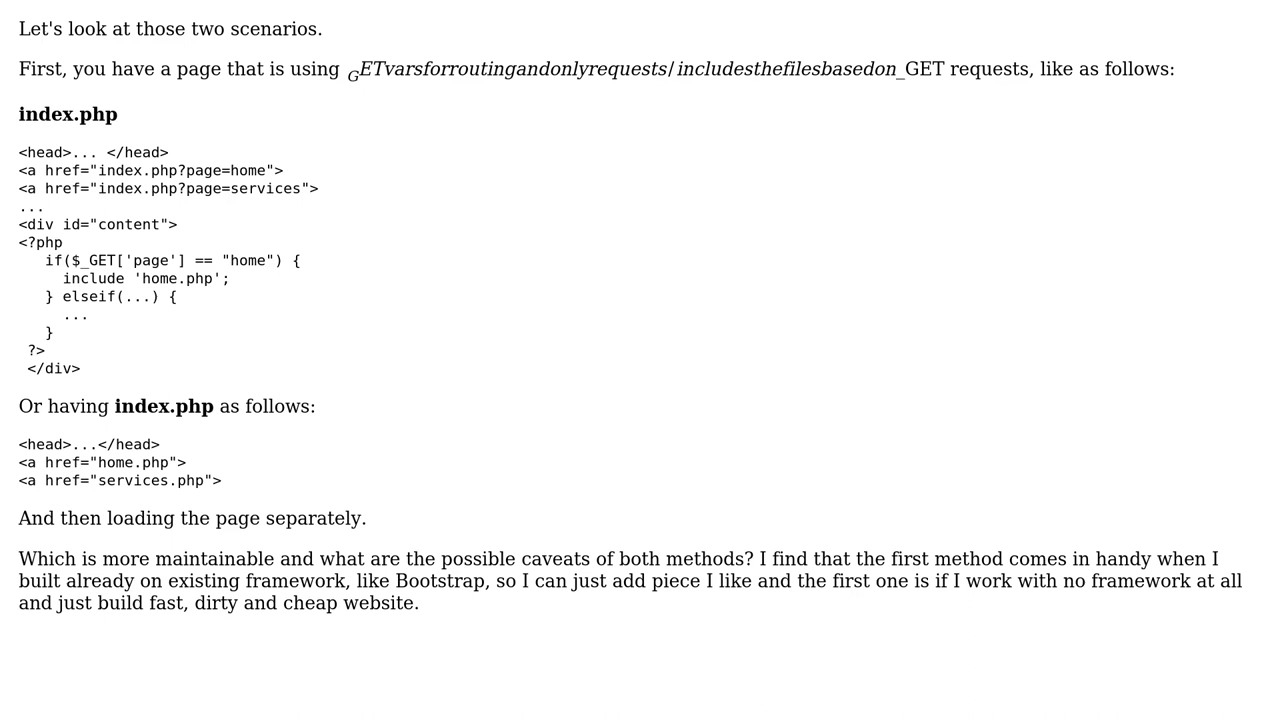 Let's look at those two scenarios.
First, you have a page that is using GETvarsforroutingandonlyrequests/includesthefilesbasedon_GET requests, like as follows:
index.php
<head>... </head>
<a href="index.php?page=home">
<a href="index.php?page=services">
...
<div id="content">
<?php
   if($_GET['page'] == "home") {
     include 'home.php';
   } elseif(...) {
     ...
   }
 ?>
 </div>
Or having index.php as follows:
<head>...</head>
<a href="home.php">
<a href="services.php">
And then loading the page separately.
Which is more maintainable and what are the possible caveats of both methods? I find that the first method comes in handy when I
built already on existing framework, like Bootstrap, so I can just add piece I like and the first one is if I work with no framework at all
and just build fast, dirty and cheap website.